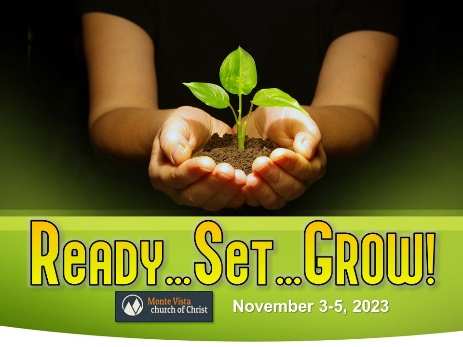 Ready...Set...Grow!
Monte Vista
church of Christ
November 3-5, 2023